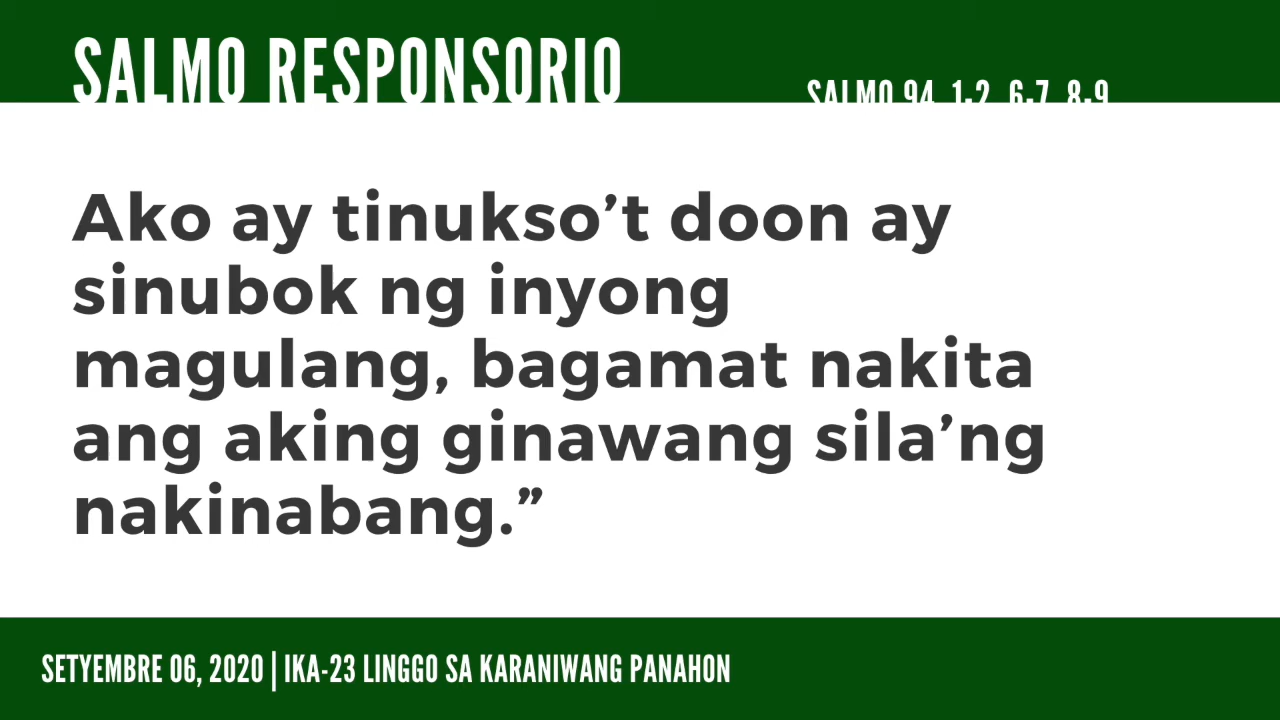 SALMO RESPONSORIO
SALMO 94, 1-2. 6-7. 8-9
Ako ay tinukso’t doon ay
sinubok ng inyong
magulang, bagamat nakita
ang aking ginawang sila’ng
nakinabang.”
SETYEMBRE 06, 2020 | IKA-23 LINGGO SA KARANIWANG PANAHON